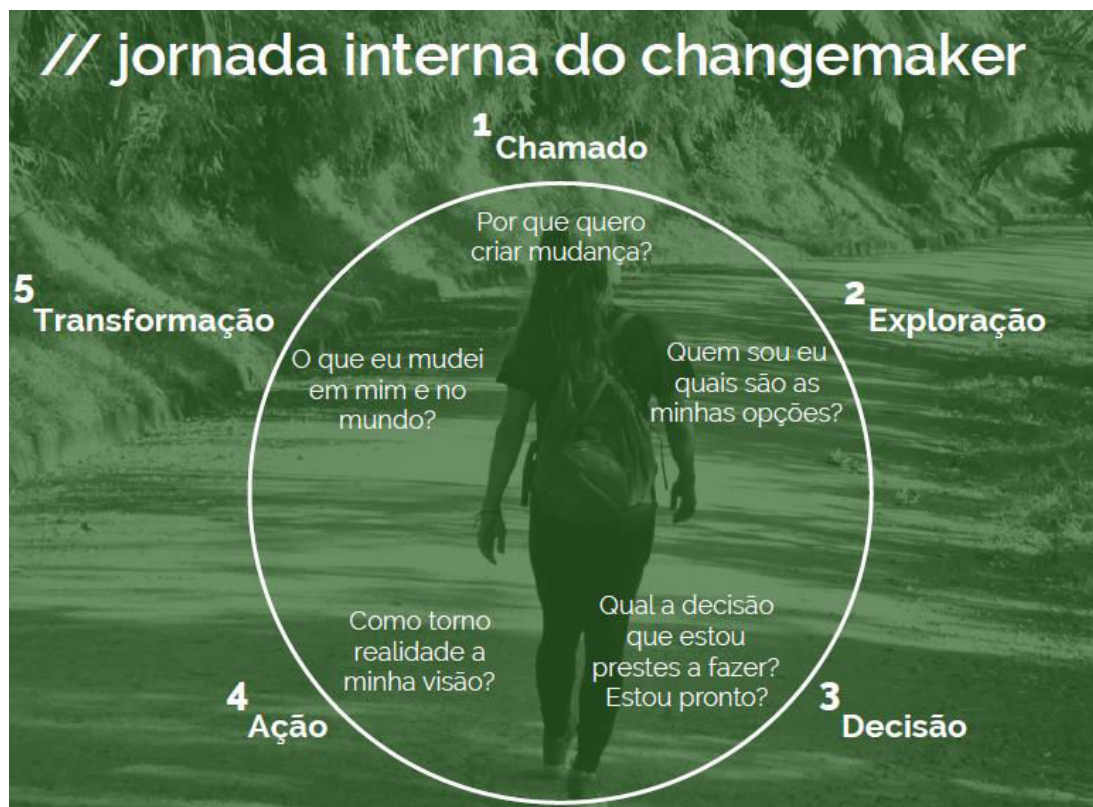 // jornada interna do changemaker
1 Chamado
Por que quero
criar mudança?
2 Exploração
Quem sou eu
quais são as
minhas opções?
3 Decisão
Qual a decisão
que estou
prestes a fazer?
Estou pronto?
4 Ação
Como torno
realidade a
minha visão?
5 Transformação
O que eu mudei
em mim e no
mundo?